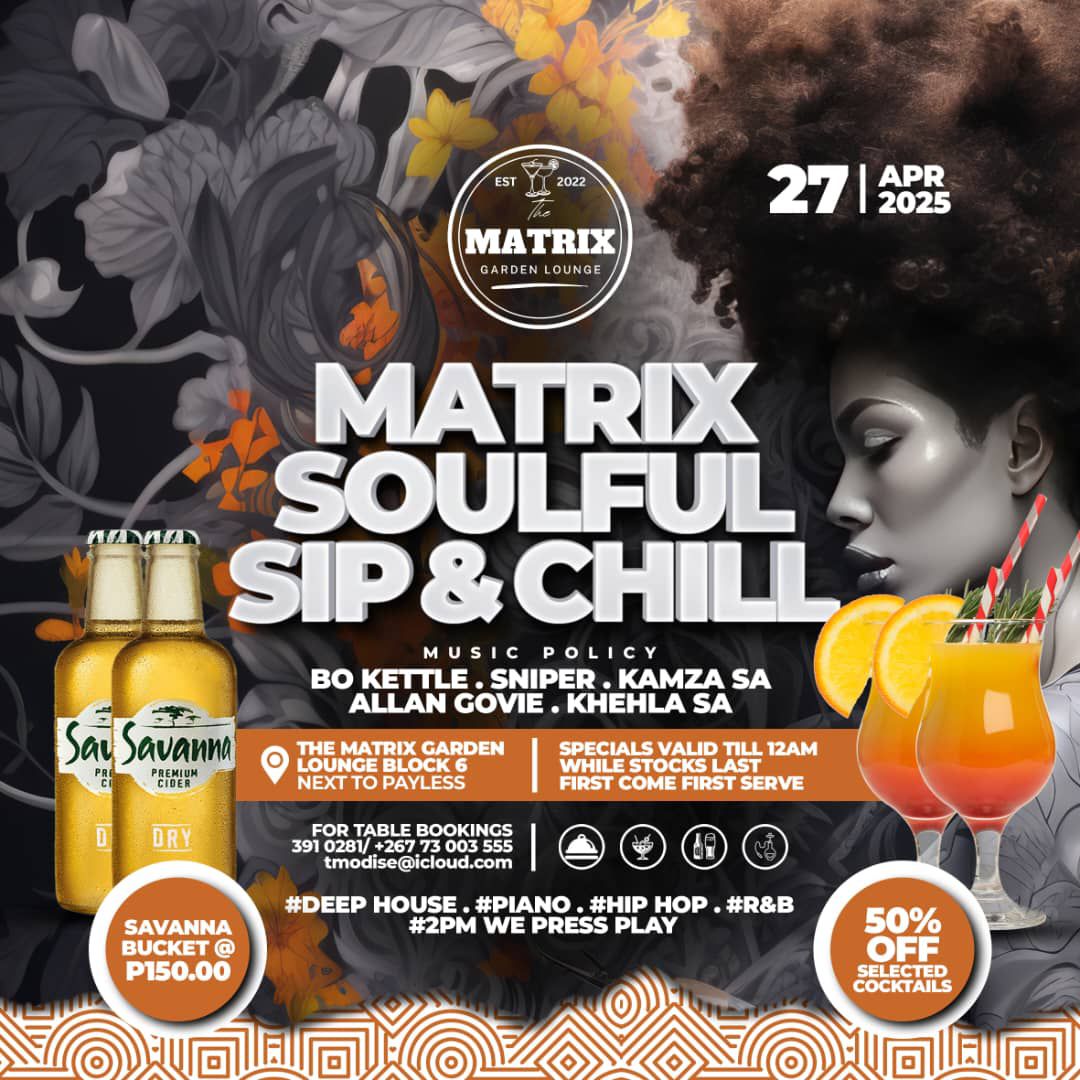 EST 2022
The
MATRIX
GARDEN LOUNGE
27 | APR
2025
MATRIX
SOULFUL
SIP & CHILL
MUSIC POLICY
BO KETTLE . SNIPER . KAMZA SA
ALLAN GOVIE . KHEHLA SA
THE MATRIX GARDEN
LOUNGE BLOCK 6
NEXT TO PAYLESS
SPECIALS VALID TILL 12AM
WHILE STOCKS LAST
FIRST COME FIRST SERVE
FOR TABLE BOOKINGS
391 0281/ +267 73 003 555
tmodise@icloud.com
#DEEP HOUSE . #PIANO . #HIP HOP . #R&B
#2PM WE PRESS PLAY
Savanna
PREMIUM
CIDER
DRY
SAVANNA
BUCKET @
P150.00
50%
OFF
SELECTED
COCKTAILS